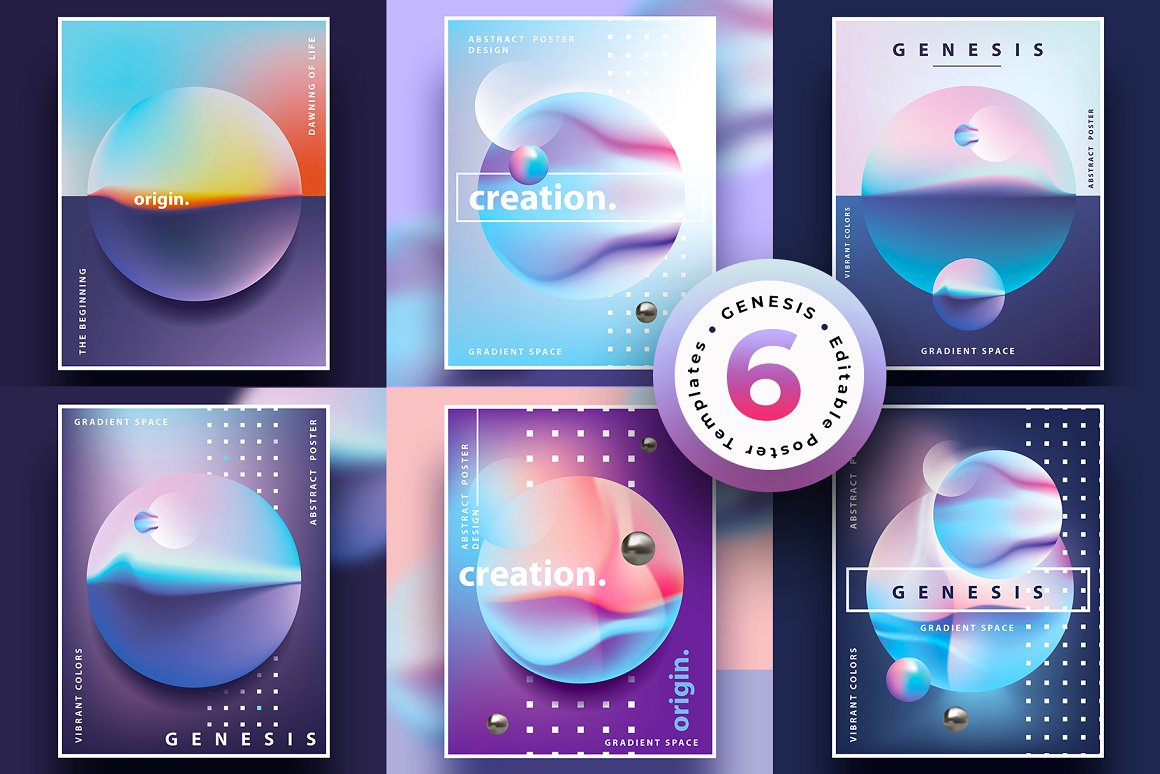 DAWNING OF LIFE
origin.
THE BEGINNING
ABSTRACT POSTER
DESIGN
creation.
GRADIENT SPACE
GENESIS
ABSTRACT POSTER
VIBRANT COLORS
GRADIENT SPACE
GENESIS
6
Editable Poster Templates
GRADIENT SPACE
ABSTRACT POSTER
VIBRANT COLORS
GENESIS
ABSTRACT POSTER
DESIGN
creation.
origin.
GRADIENT SPACE
ABSTRACT
GENESIS
GRADIENT SPACE
VIBRANT COLORS